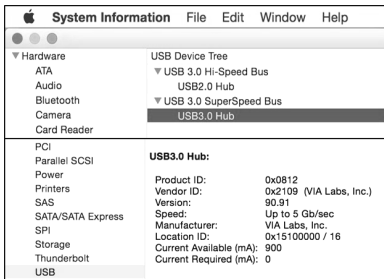 System Information File Edit Window Help
Hardware
ATA
Audio
Bluetooth
Camera
Card Reader
PCI
Parallel SCSI
Power
Printers
SAS
SATA/SATA Express
SPI
Storage
Thunderbolt
USB
USB Device Tree
USB 3.0 Hi-Speed Bus
USB2.0 Hub
USB 3.0 SuperSpeed Bus
USB3.0 Hub
USB3.0 Hub:
Product ID: 0x0812
Vendor ID: 0x2109 (VIA Labs, Inc.)
Version: 90.91
Speed: Up to 5 Gb/sec
Manufacturer: VIA Labs, Inc.
Location ID: 0x15100000 / 16
Current Available (mA): 900
Current Required (mA): 0